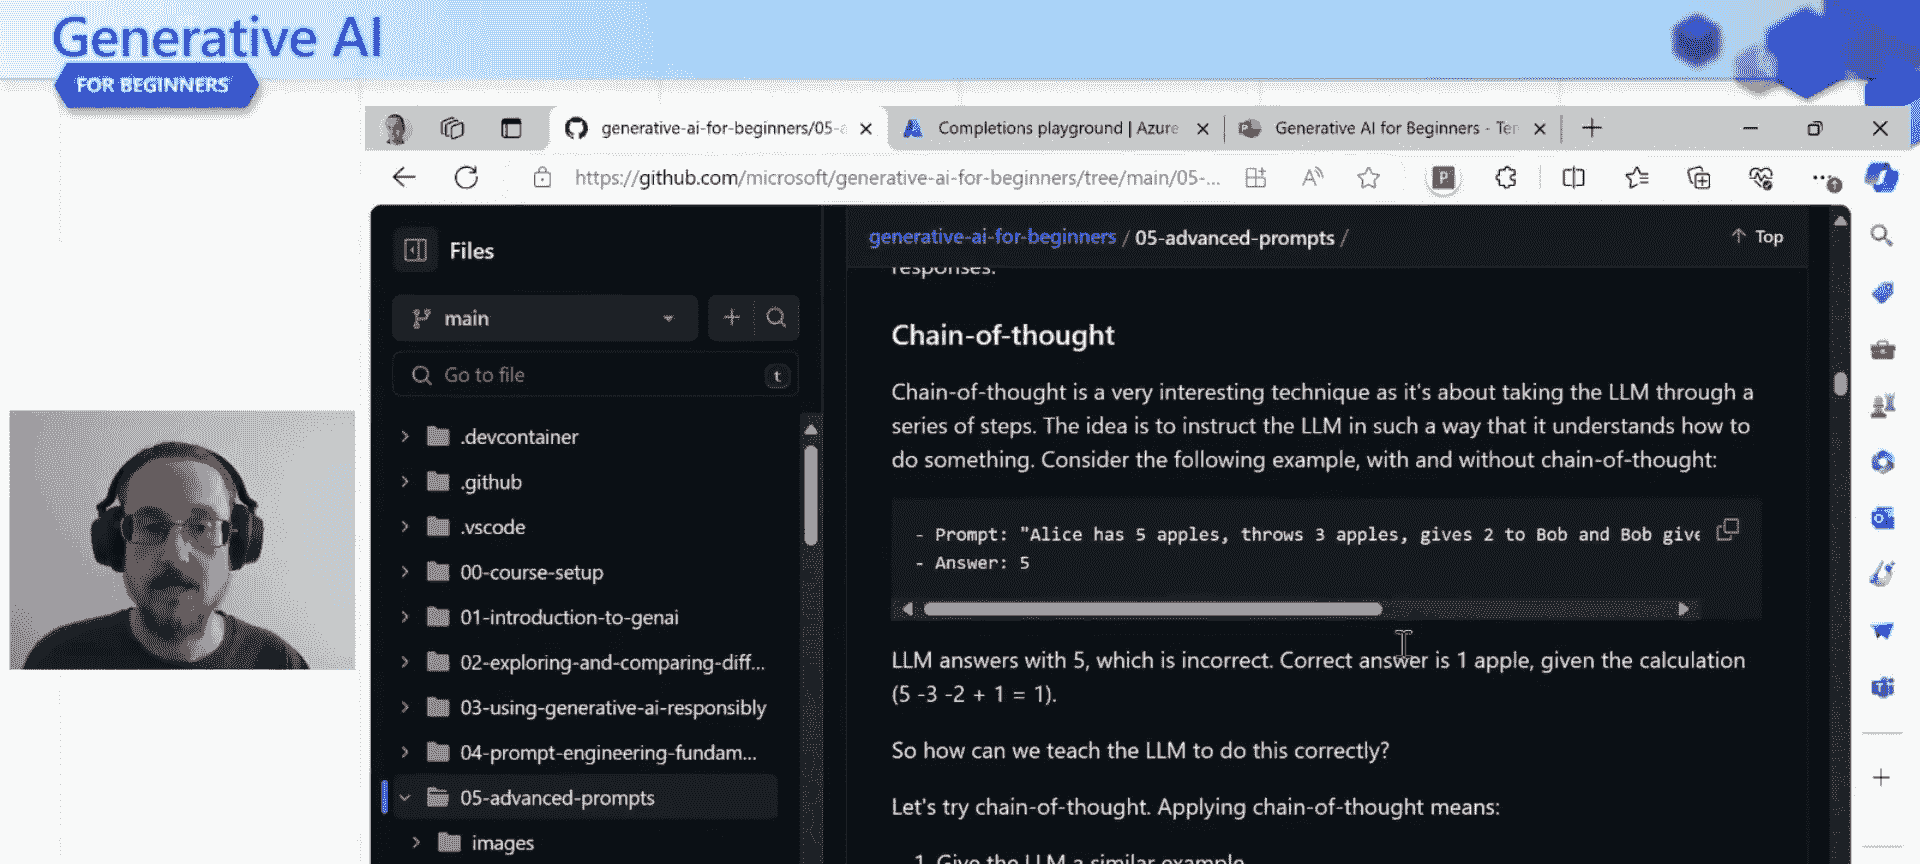 Generative AI
FOR BEGINNERS
generative-ai-for-beginners/05-a
Completions playground | Azure
Generative AI for Beginners - Ter
https://github.com/microsoft/generative-ai-for-beginners/tree/main/05-...
Files
main
Go to file
t
.devcontainer
.github
.vscode
00-course-setup
01-introduction-to-genai
02-exploring-and-comparing-diff...
03-using-generative-ai-responsibly
04-prompt-engineering-fundam...
05-advanced-prompts
images
generative-ai-for-beginners / 05-advanced-prompts /
Top
responses.
Chain-of-thought
Chain-of-thought is a very interesting technique as it's about taking the LLM through a
series of steps. The idea is to instruct the LLM in such a way that it understands how to
do something. Consider the following example, with and without chain-of-thought:
- Prompt: "Alice has 5 apples, throws 3 apples, gives 2 to Bob and Bob give
- Answer: 5
LLM answers with 5, which is incorrect. Correct answer is 1 apple, given the calculation
(5 -3 -2 + 1 = 1).
So how can we teach the LLM to do this correctly?
Let's try chain-of-thought. Applying chain-of-thought means:
1. Give the LLM a similar example